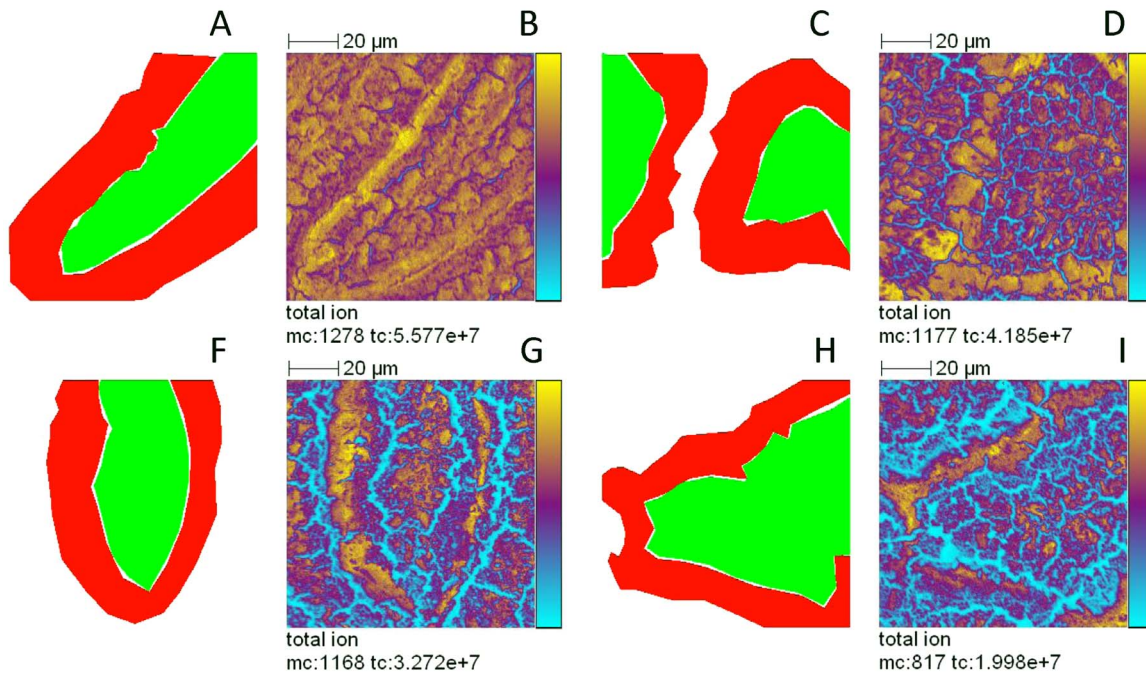 A
B
C
D
20 µm
20 µm
total ion
mc:1278 tc:5.577e+7
total ion
mc:1177 tc:4.185e+7
F
G
H
I
20 µm
20 µm
total ion
mc:1168 tc:3.272e+7
total ion
mc:817 tc:1.998e+7